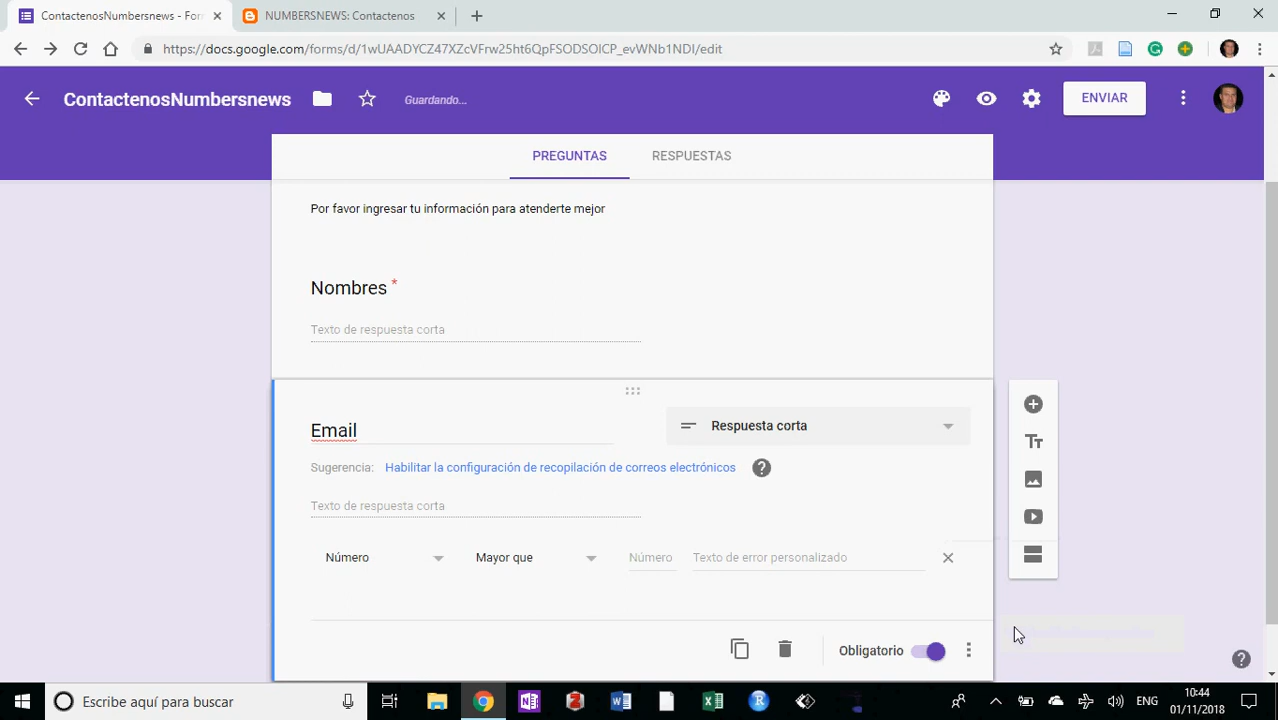 ContactenosNumbersnews - Form
NUMBERSNEWS: Contactenos
https://docs.google.com/forms/d/1wUAADYCZ47XZcVFrw25ht6QpFSODSOICP_evWNb1NDI/edit
ContactenosNumbersnews
Guardando...
ENVIAR
PREGUNTAS
RESPUESTAS
Por favor ingresar tu información para atenderte mejor
Nombres *
Texto de respuesta corta
Email
Respuesta corta
Sugerencia: Habilitar la configuración de recopilación de correos electrónicos
Texto de respuesta corta
Número
Mayor que
Número
Texto de error personalizado
Obligatorio
Escribe aquí para buscar
ENG
10:44
01/11/2018